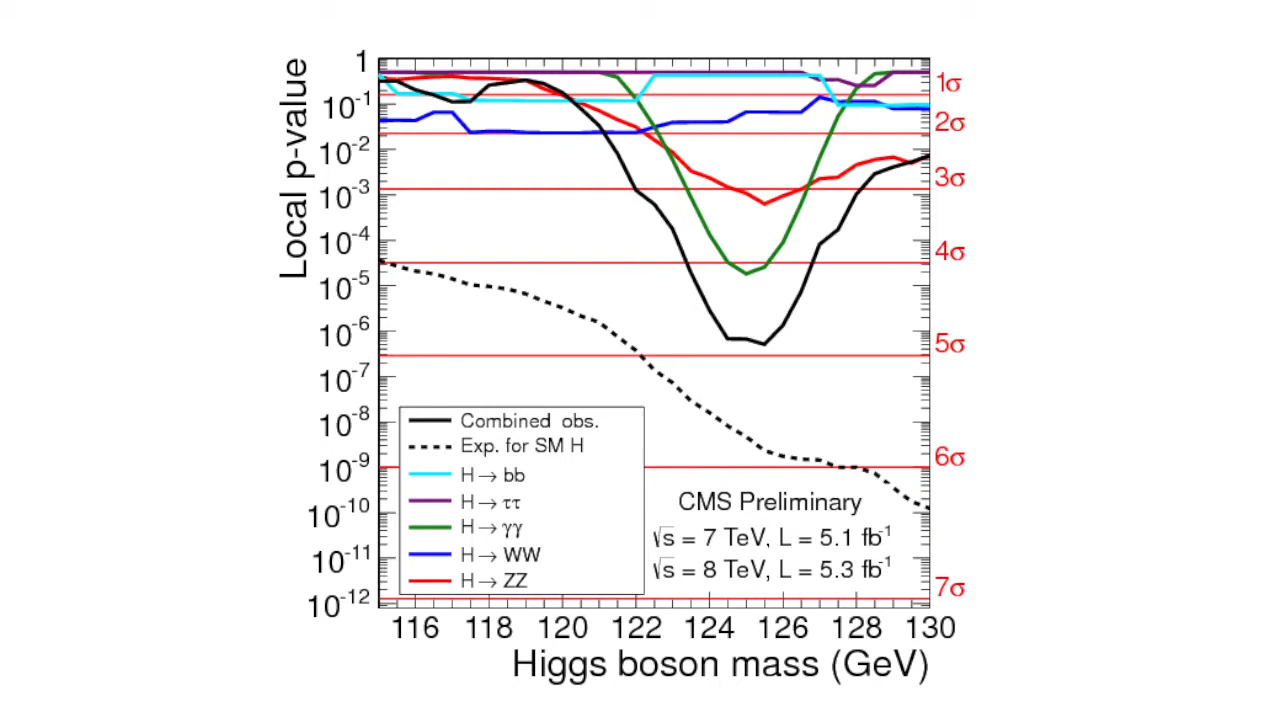 Local p-value
1
10⁻¹
10⁻²
10⁻³
10⁻⁴
10⁻⁵
10⁻⁶
10⁻⁷
10⁻⁸
10⁻⁹
10⁻¹⁰
10⁻¹¹
10⁻¹²
1σ
2σ
3σ
4σ
5σ
6σ
7σ
Combined obs.
Exp. for SM H
H → bb
H → ττ
H → γγ
H → WW
H → ZZ
CMS Preliminary
√s = 7 TeV, L = 5.1 fb⁻¹
√s = 8 TeV, L = 5.3 fb⁻¹
116 118 120 122 124 126 128 130
Higgs boson mass (GeV)